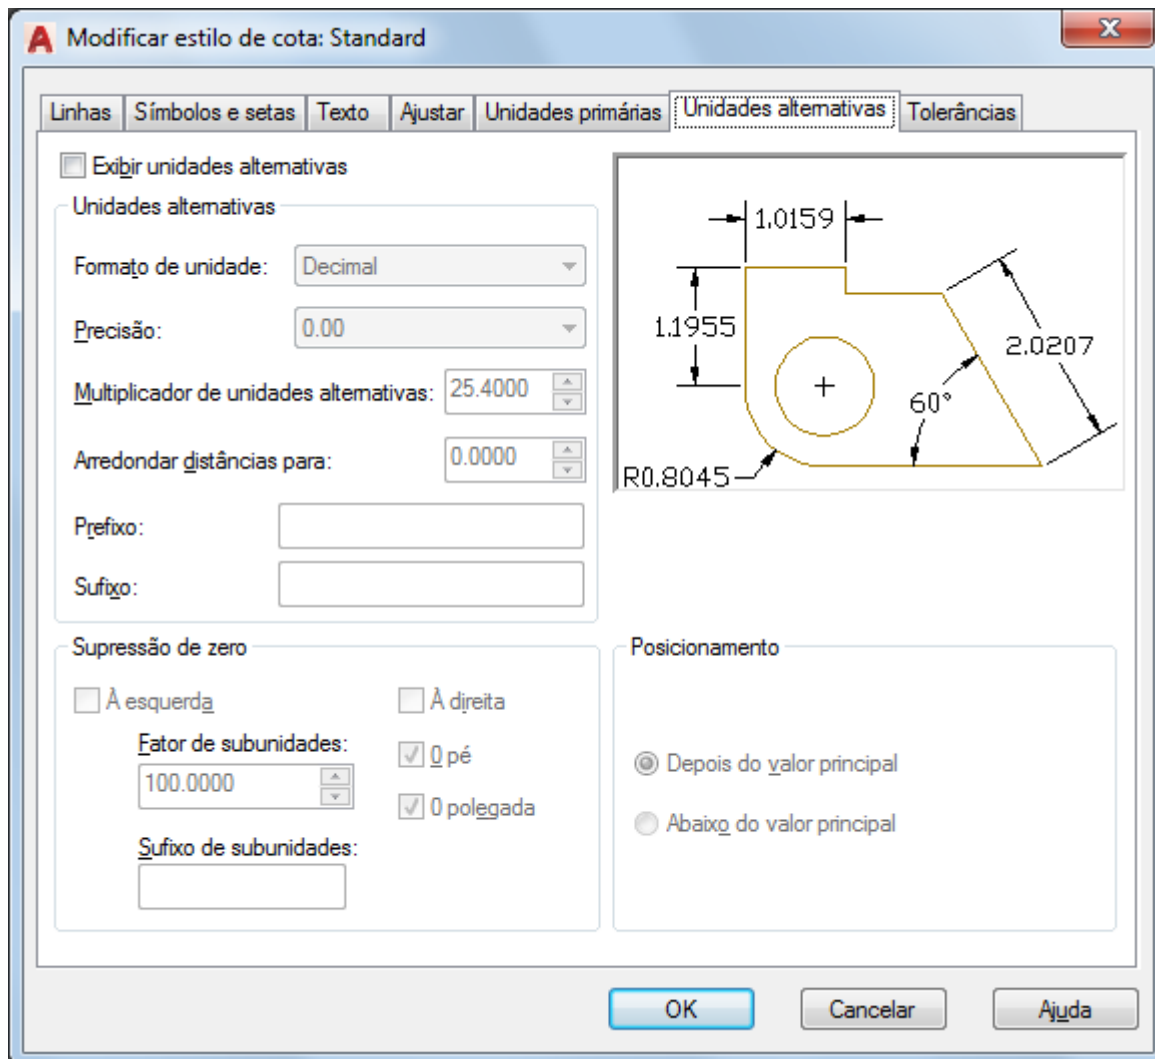 Modificar estilo de cota: Standard
Linhas Símbolos e setas Texto Ajustar Unidades primárias Unidades alternativas Tolerâncias
Exibir unidades alternativas
Unidades alternativas
Formato de unidade: Decimal
Precisão: 0.00
Multiplicador de unidades alternativas: 25.4000
Arredondar distâncias para: 0.0000
Prefixo:
Sufixo:
1.0159
1.1955
2.0207
60°
R0.8045
Supressão de zero
À esquerda
À direita
Fator de subunidades:
100.0000
0 pé
0 polegada
Sufixo de subunidades:
Posicionamento
Depois do valor principal
Abaixo do valor principal
OK Cancelar Ajuda